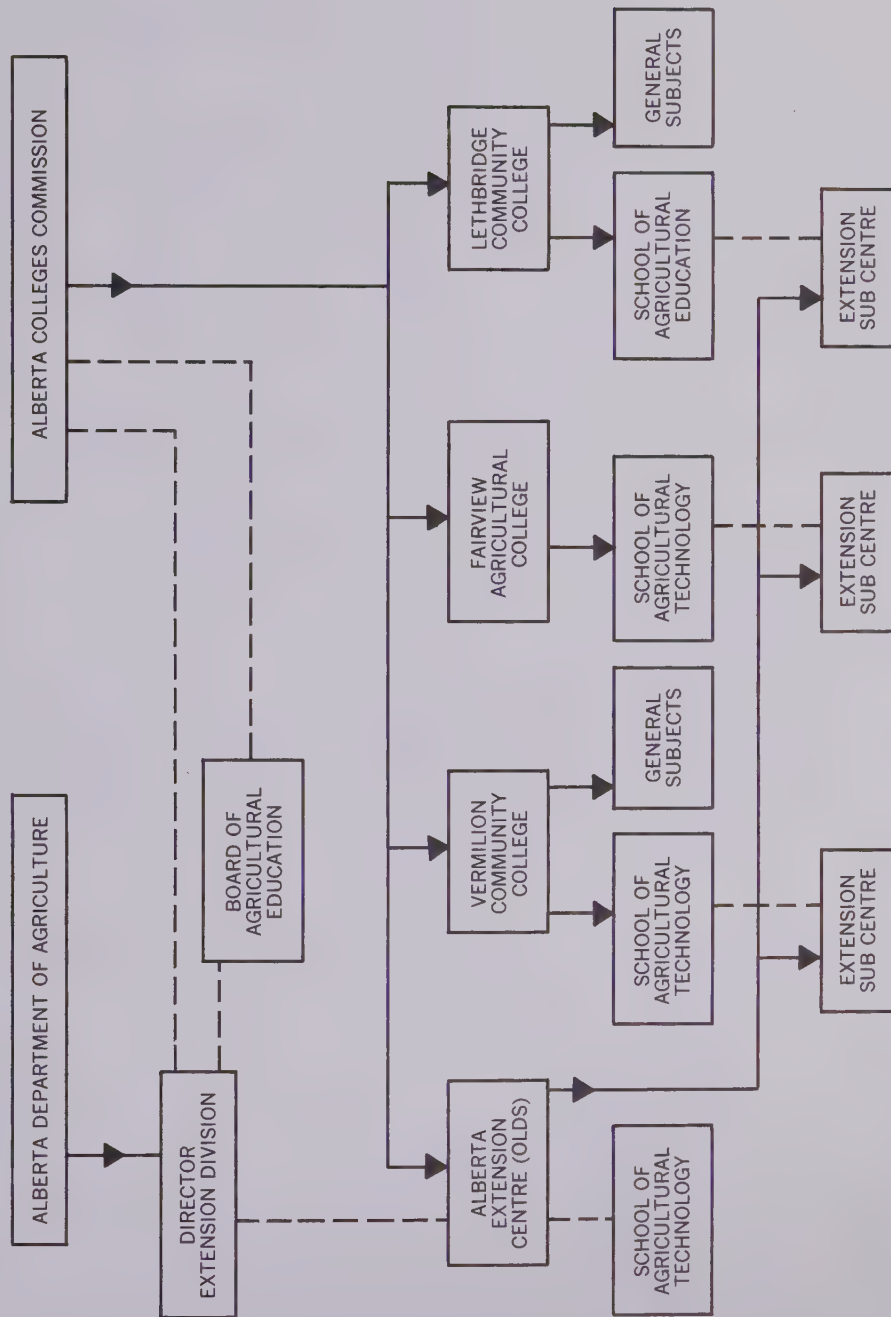 ALBERTA DEPARTMENT OF AGRICULTURE
ALBERTA COLLEGES COMMISSION
DIRECTOR
EXTENSION DIVISION
BOARD OF
AGRICULTURAL
EDUCATION
ALBERTA
EXTENSION
CENTRE (OLDS)
VERMILION
COMMUNITY
COLLEGE
FAIRVIEW
AGRICULTURAL
COLLEGE
LETHBRIDGE
COMMUNITY
COLLEGE
SCHOOL OF
AGRICULTURAL
TECHNOLOGY
SCHOOL OF
AGRICULTURAL
TECHNOLOGY
GENERAL
SUBJECTS
SCHOOL OF
AGRICULTURAL
TECHNOLOGY
SCHOOL OF
AGRICULTURAL
EDUCATION
GENERAL
SUBJECTS
EXTENSION
SUB CENTRE
EXTENSION
SUB CENTRE
EXTENSION
SUB CENTRE